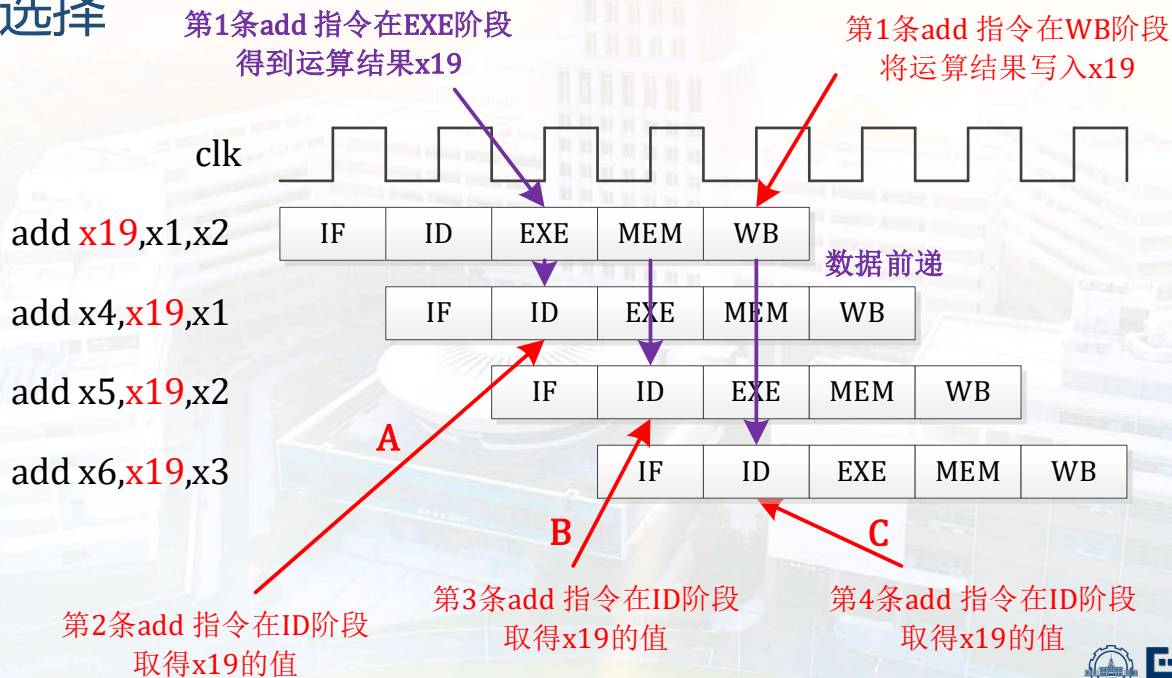 选择
第1条add 指令在EXE阶段
得到运算结果x19
第1条add 指令在WB阶段
将运算结果写入x19
clk
add x19,x1,x2
IF ID EXE MEM WB
数据前递
add x4,x19,x1
IF ID EXE MEM WB
add x5,x19,x2
IF ID EXE MEM WB
A
add x6,x19,x3
IF ID EXE MEM WB
B
C
第2条add 指令在ID阶段
取得x19的值
第3条add 指令在ID阶段
取得x19的值
第4条add 指令在ID阶段
取得x19的值